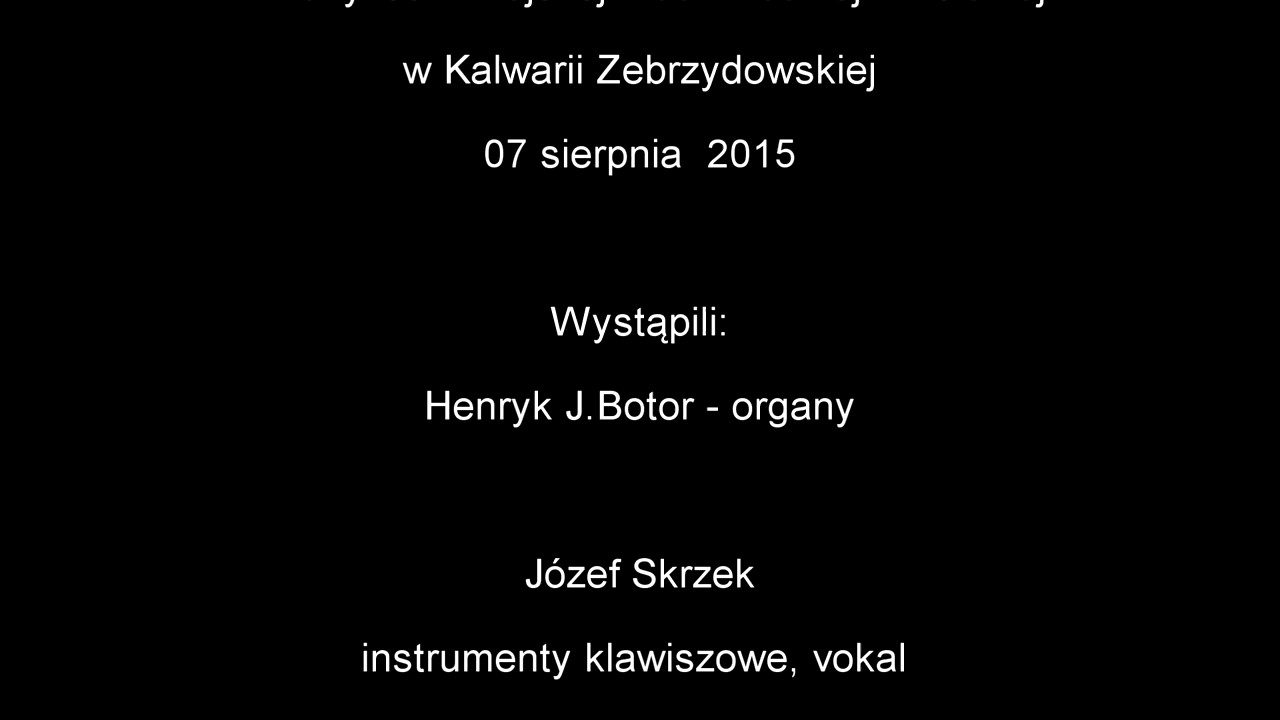 w Kalwarii Zebrzydowskiej
07 sierpnia 2015
Wystąpili:
Henryk J.Botor - organy
Józef Skrzek
instrumenty klawiszowe, vokal